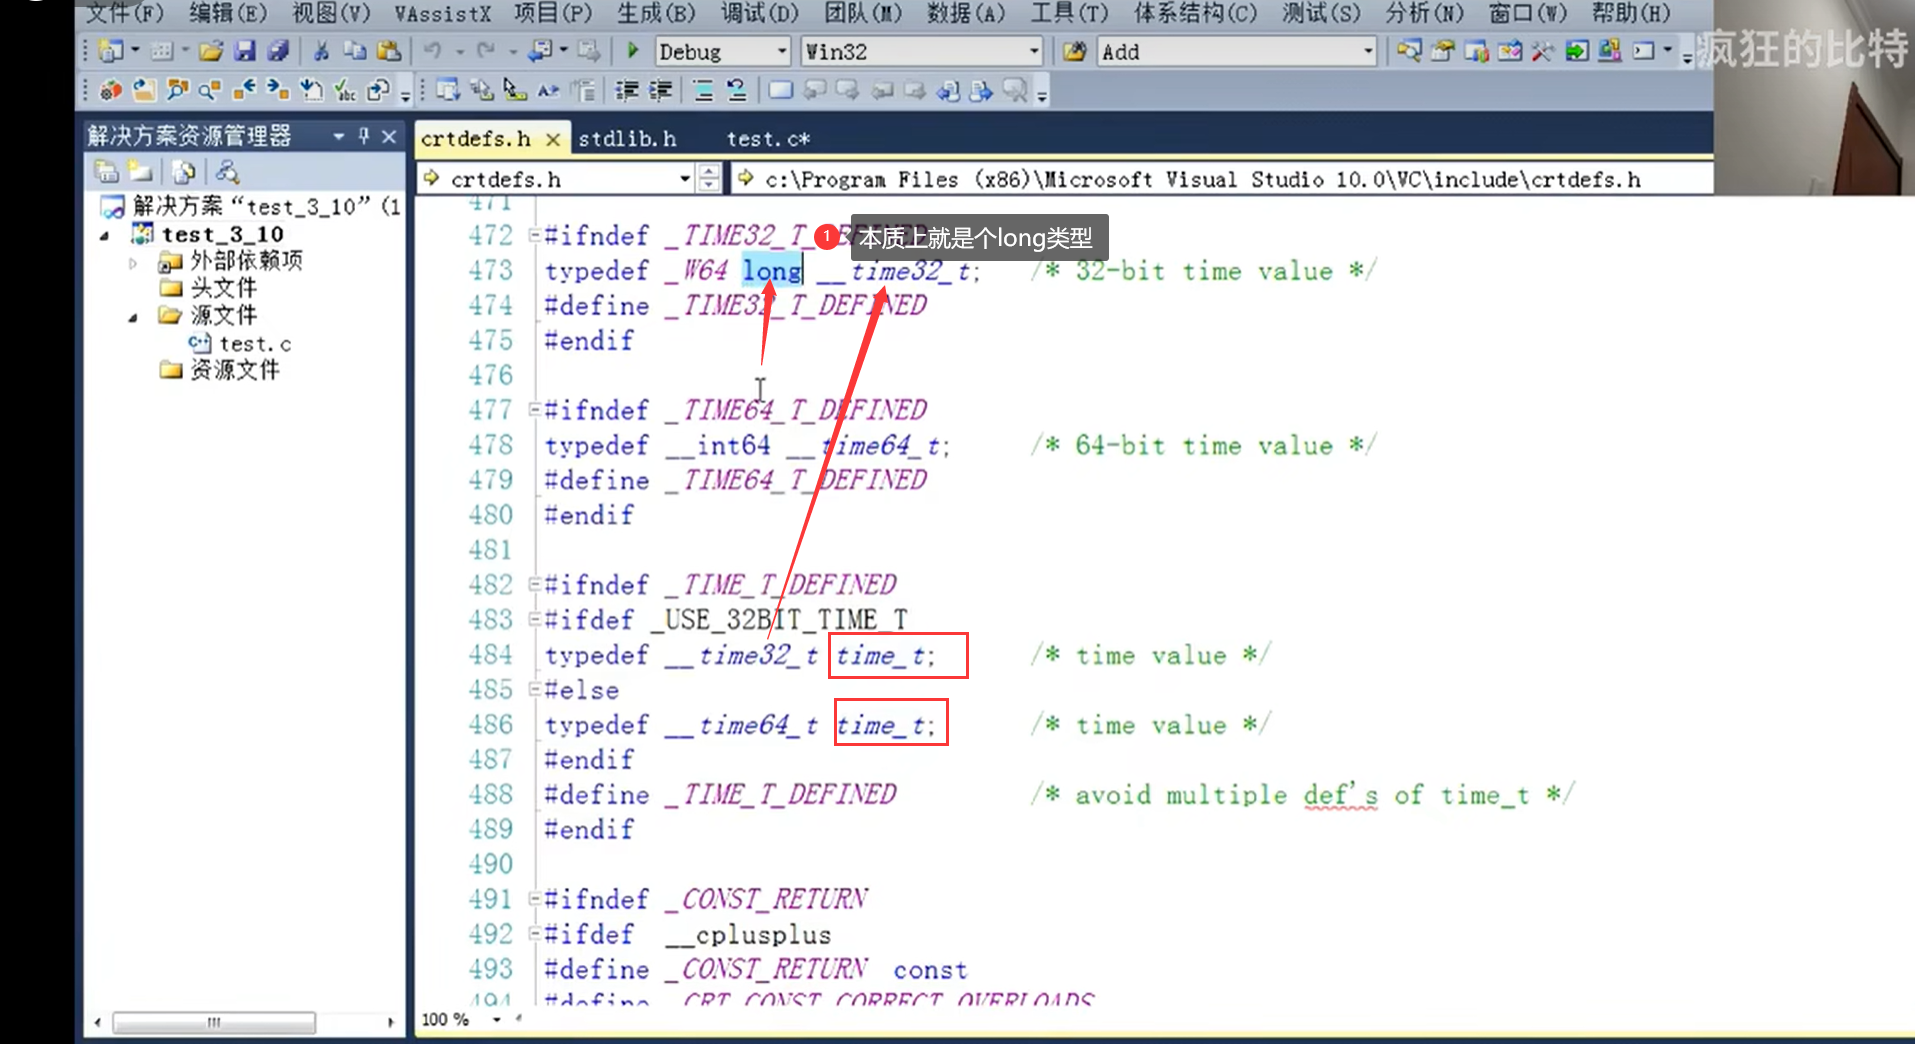 文件(F) 编辑(E) 视图(V) VAssistX 项目(P) 生成(B) 调试(D) 团队(M) 数据(A) 工具(T) 体系结构(C) 测试(S) 分析(N) 窗口(W) 帮助(H)
疯狂的比特
Debug Win32 Add
解决方案资源管理器
解决方案“test_3_10” (1
test_3_10
外部依赖项
头文件
源文件
test.c
资源文件
crtdefs.h stdlib.h test.c*
crtdefs.h c:\Program Files (x86)\Microsoft Visual Studio 10.0\VC\include\crtdefs.h
471
472 #ifndef _TIME32_T_DEFINED
1 本质上就是个long类型
473 typedef _W64 long __time32_t; /* 32-bit time value */
474 #define _TIME32_T_DEFINED
475 #endif
476
477 #ifndef _TIME64_T_DEFINED
478 typedef __int64 __time64_t; /* 64-bit time value */
479 #define _TIME64_T_DEFINED
480 #endif
481
482 #ifndef _TIME_T_DEFINED
483 #ifdef _USE_32BIT_TIME_T
484 typedef __time32_t time_t; /* time value */
485 #else
486 typedef __time64_t time_t; /* time value */
487 #endif
488 #define _TIME_T_DEFINED /* avoid multiple def's of time_t */
489 #endif
490
491 #ifndef _CONST_RETURN
492 #ifdef __cplusplus
493 #define _CONST_RETURN const
494 #define _CRT_CONST_CORRECT_OVERLOADS
100 %